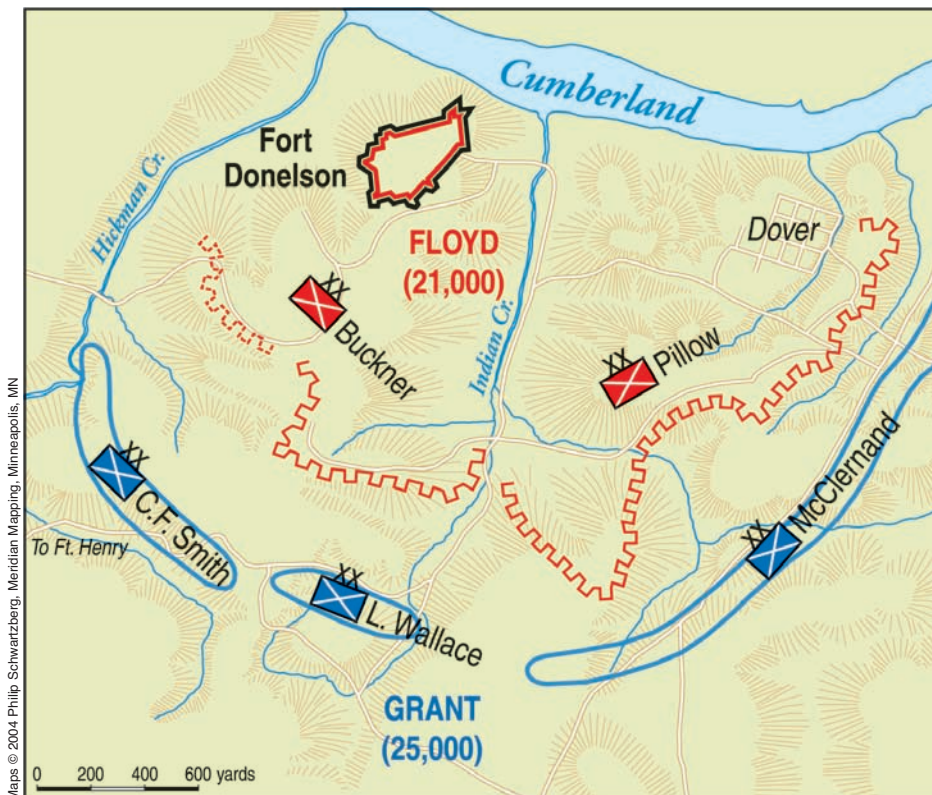 Cumberland
Fort
Donelson
Hickman Cr.
FLOYD
(21,000)
Dover
Indian Cr.
XX
Buckner
XX
Pillow
XX
C.F. Smith
To Ft. Henry
XX
L. Wallace
XX
McClernand
GRANT
(25,000)
0 200 400 600 yards
Maps © 2004 Philip Schwartzberg, Meridian Mapping, Minneapolis, MN